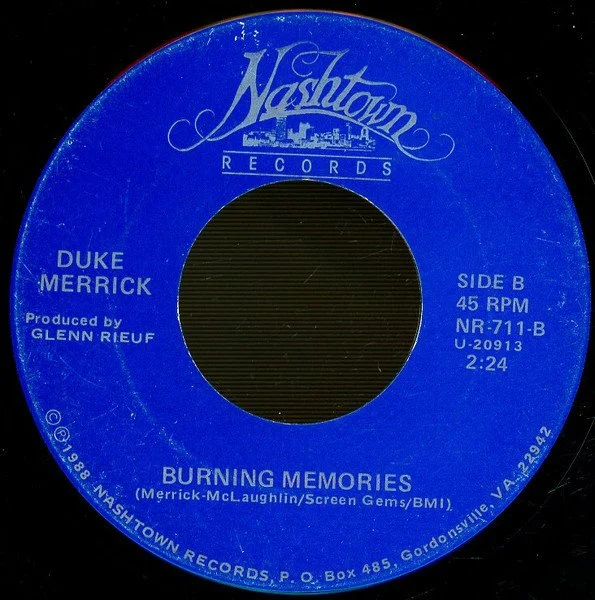 Nashtown
RECORDS
DUKE
MERRICK
Produced by
GLENN RIEUF
SIDE B
45 RPM
NR-711-B
U-20913
2:24
BURNING MEMORIES
(Merrick-McLaughlin/Screen Gems/BMI)
©℗1988 NASHTOWN RECORDS, P. O. Box 485, Gordonsville, VA. 22942